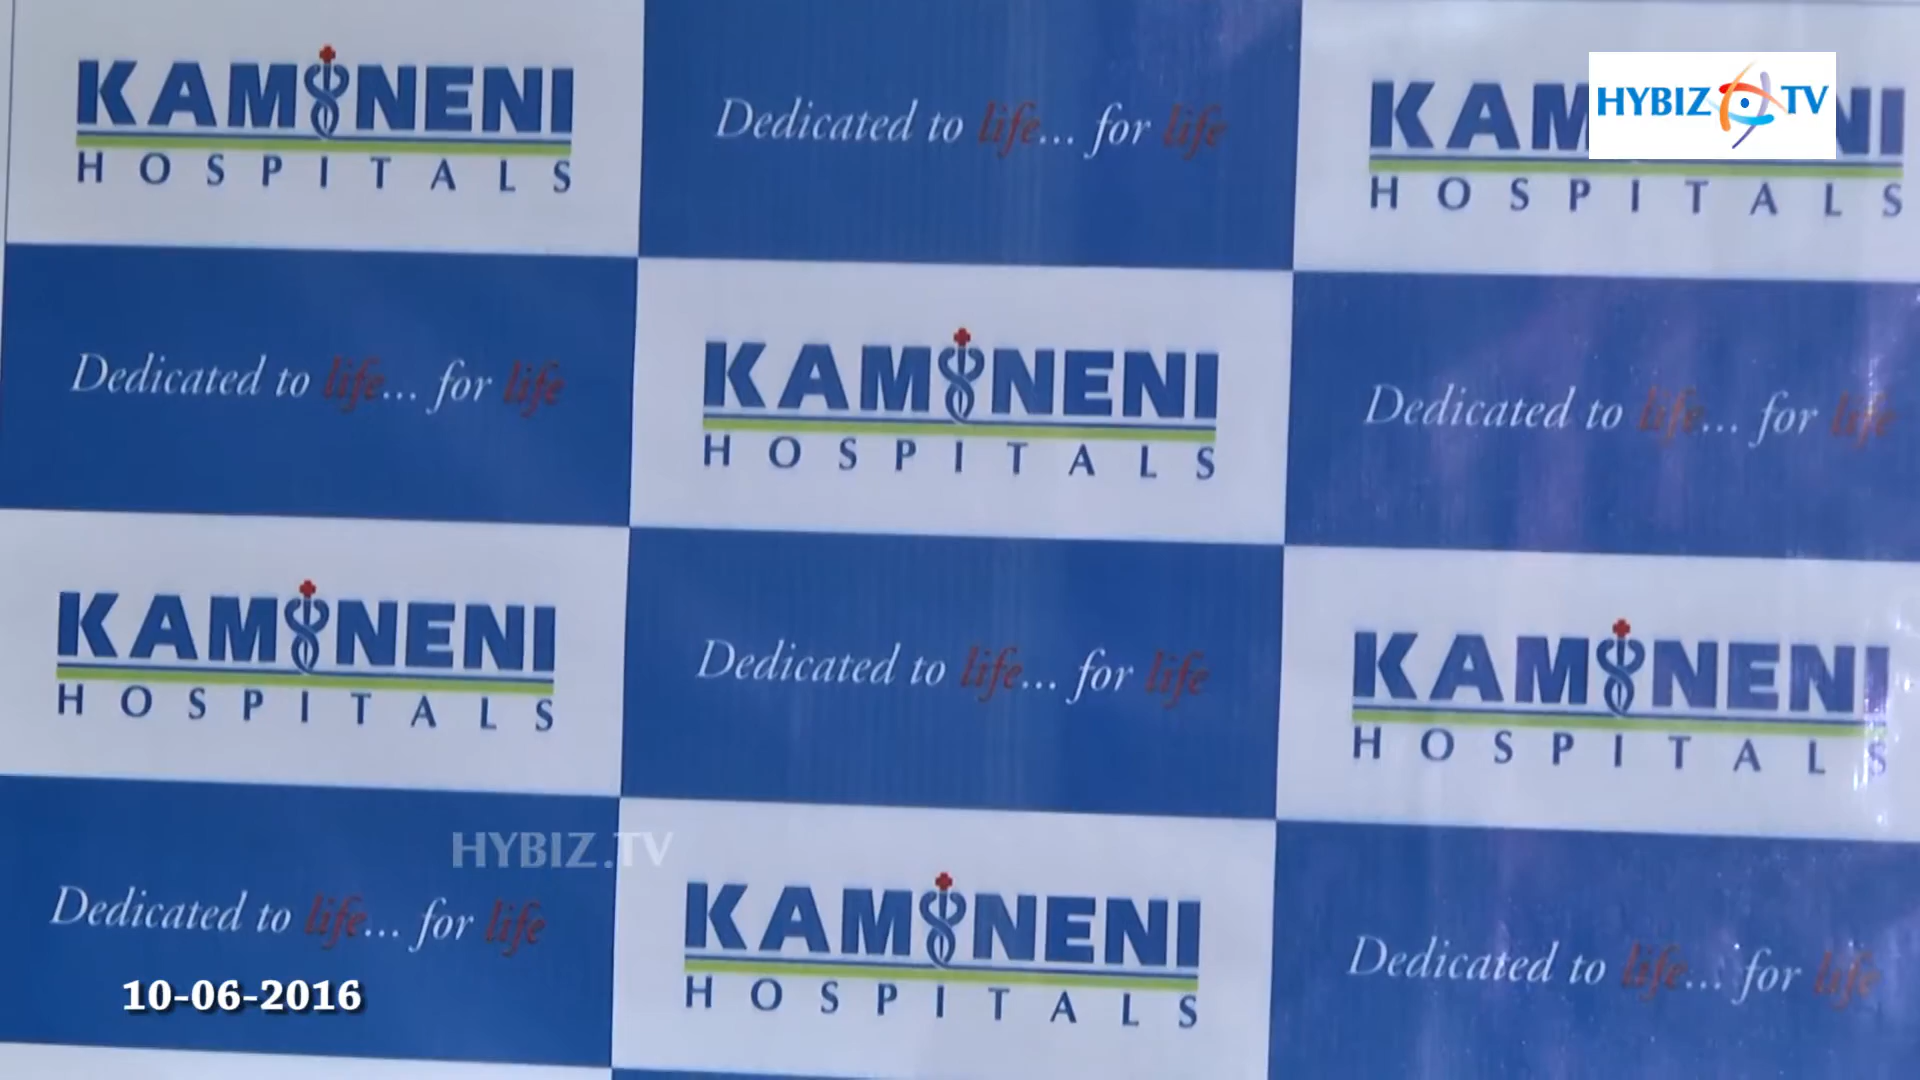 KAMINENI
HOSPITALS
Dedicated to life... for life
KAM NI
HOSPITALS
HYBIZ TV
Dedicated to life... for life
KAMINENI
HOSPITALS
Dedicated to life... for life
KAMINENI
HOSPITALS
Dedicated to life... for life
KAMINENI
HOSPITALS
HYBIZ.TV
Dedicated to life... for life
KAMINENI
HOSPITALS
Dedicated to life... for life
10-06-2016